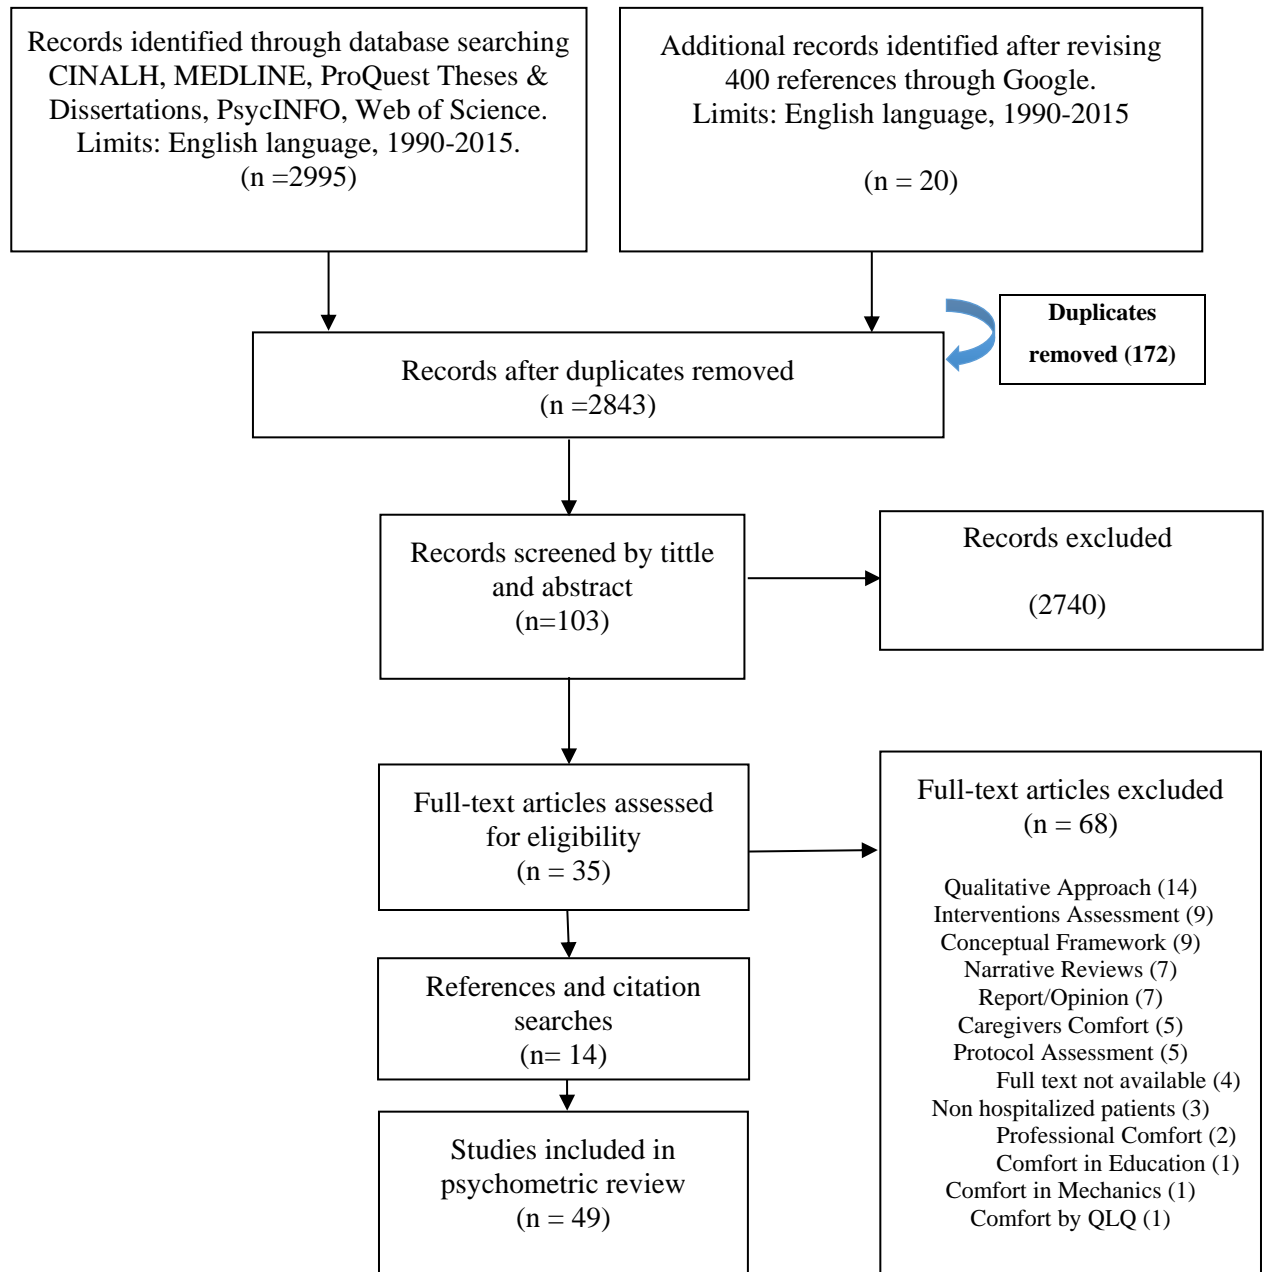 Records identified through database searching
CINALH, MEDLINE, ProQuest Theses &
Dissertations, PsycINFO, Web of Science.
Limits: English language, 1990-2015.
(n =2995)
Additional records identified after revising
400 references through Google.
Limits: English language, 1990-2015
(n = 20)
Duplicates
removed (172)
Records after duplicates removed
(n =2843)
Records screened by tittle
and abstract
(n=103)
Records excluded
(2740)
Full-text articles assessed
for eligibility
(n = 35)
Full-text articles excluded
(n = 68)
Qualitative Approach (14)
Interventions Assessment (9)
Conceptual Framework (9)
Narrative Reviews (7)
Report/Opinion (7)
Caregivers Comfort (5)
Protocol Assessment (5)
Full text not available (4)
Non hospitalized patients (3)
Professional Comfort (2)
Comfort in Education (1)
Comfort in Mechanics (1)
Comfort by QLQ (1)
References and citation
searches
(n= 14)
Studies included in
psychometric review
(n = 49)